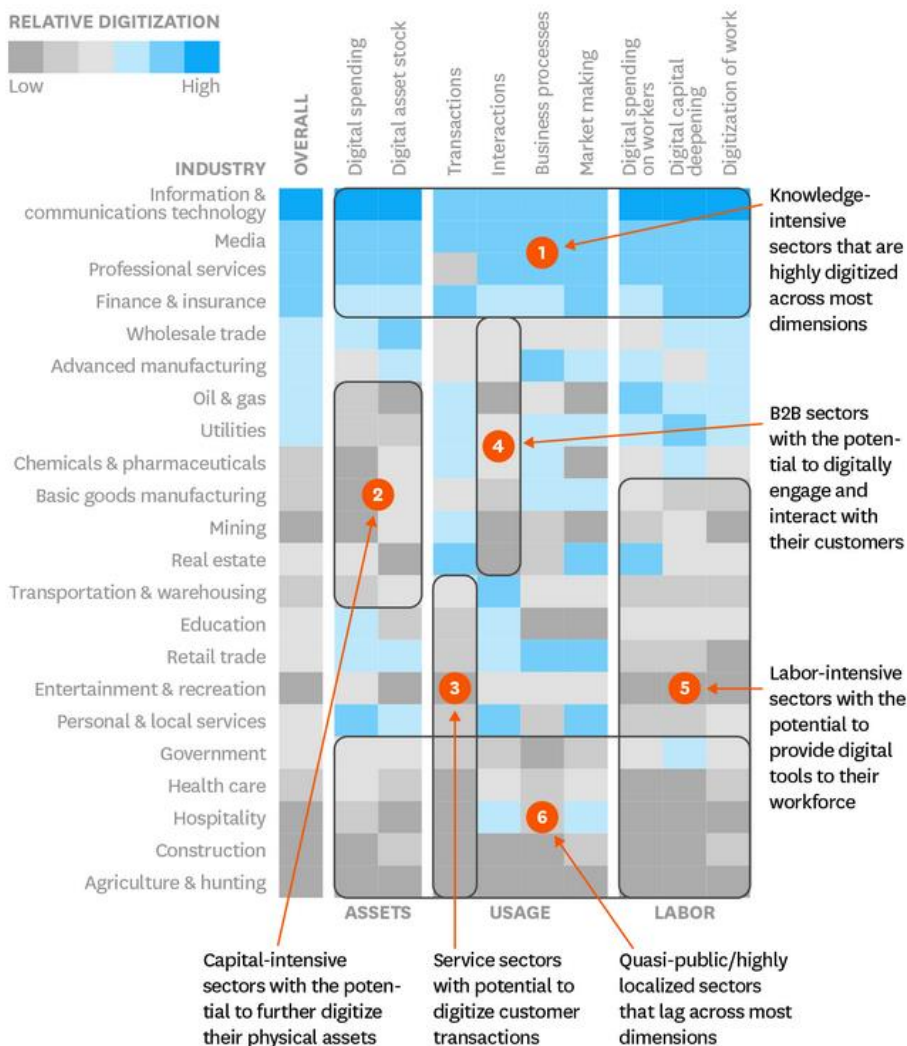 RELATIVE DIGITIZATION
Low
High
INDUSTRY
OVERALL
Digital spending
Digital asset stock
Transactions
Interactions
Business processes
Market making
Digital spending
on workers
Digital capital
deepening
Digitization of work
Information &
communications technology
Media
Professional services
Finance & insurance
Wholesale trade
Advanced manufacturing
Oil & gas
Utilities
Chemicals & pharmaceuticals
Basic goods manufacturing
Mining
Real estate
Transportation & warehousing
Education
Retail trade
Entertainment & recreation
Personal & local services
Government
Health care
Hospitality
Construction
Agriculture & hunting
1
4
2
3
5
6
Knowledge-
intensive
sectors that are
highly digitized
across most
dimensions
B2B sectors
with the poten-
tial to digitally
engage and
interact with
their customers
Labor-intensive
sectors with the
potential to
provide digital
tools to their
workforce
ASSETS
USAGE
LABOR
Capital-intensive
sectors with the poten-
tial to further digitize
their physical assets
Service sectors
with potential to
digitize customer
transactions
Quasi-public/highly
localized sectors
that lag across most
dimensions